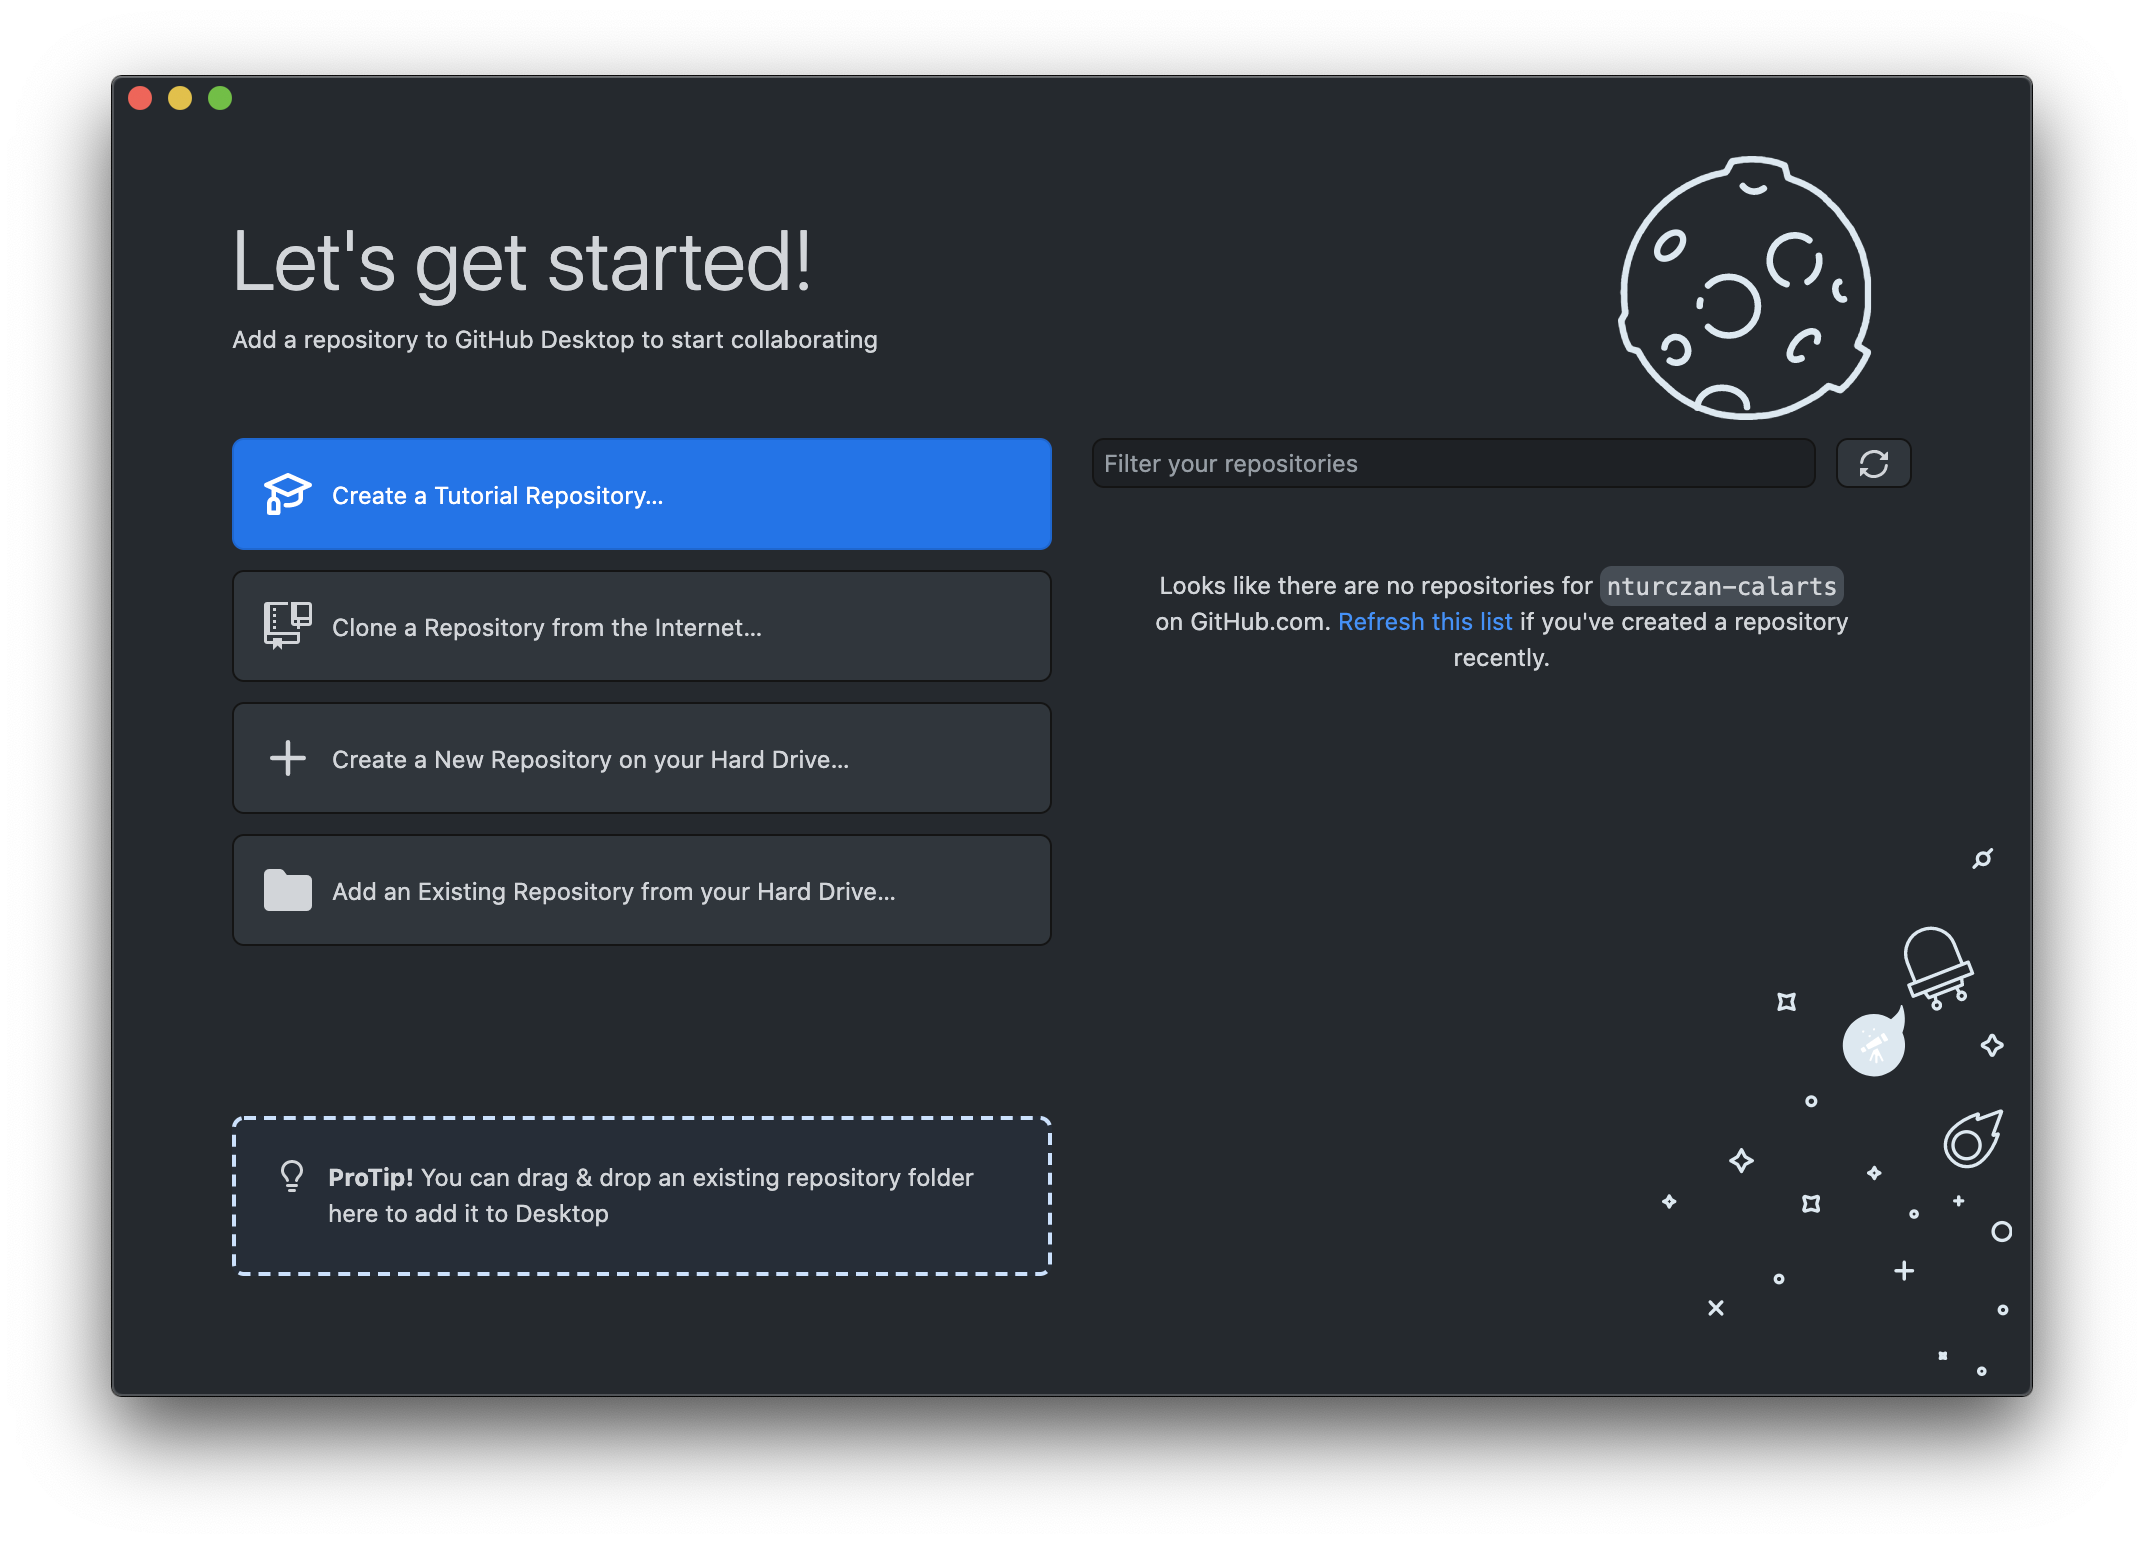 Let's get started!
Add a repository to GitHub Desktop to start collaborating
Create a Tutorial Repository...
Clone a Repository from the Internet...
Create a New Repository on your Hard Drive...
Add an Existing Repository from your Hard Drive...
ProTip! You can drag & drop an existing repository folder
here to add it to Desktop
Filter your repositories
Looks like there are no repositories for nturczan-calarts
on GitHub.com. Refresh this list if you've created a repository
recently.